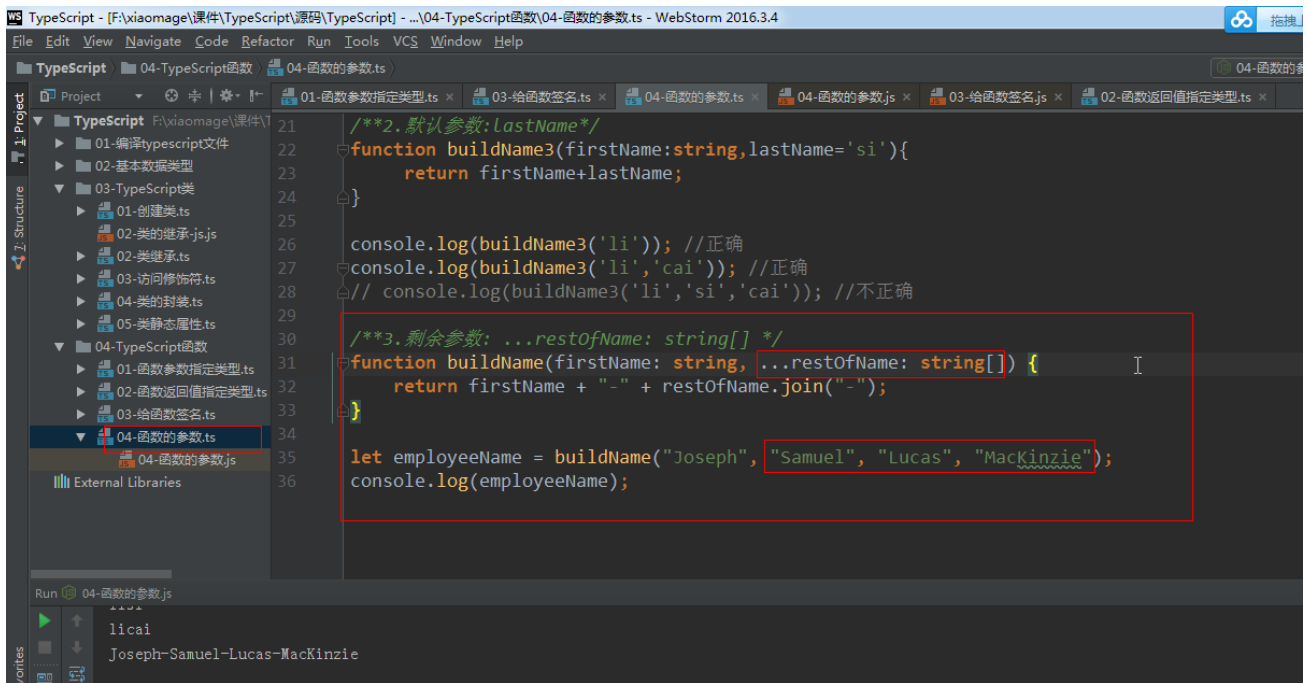 TypeScript - [F:\xiaomage\课件\TypeScript\源码\TypeScript] - ...\04-TypeScript函数\04-函数的参数.ts - WebStorm 2016.3.4
拖拽上
File Edit View Navigate Code Refactor Run Tools VCS Window Help
TypeScript 04-TypeScript函数 04-函数的参数.ts
04-函数的参
Project
01-函数参数指定类型.ts × 03-给函数签名.ts × 04-函数的参数.ts × 04-函数的参数.js × 03-给函数签名.js × 02-函数返回值指定类型.ts ×
1: Project
7: Structure
TypeScript F:\xiaomage\课件\T
01-编译typescript文件
02-基本数据类型
03-TypeScript类
01-创建类.ts
02-类的继承-js.js
02-类继承.ts
03-访问修饰符.ts
04-类的封装.ts
05-类静态属性.ts
04-TypeScript函数
01-函数参数指定类型.ts
02-函数返回值指定类型.ts
03-给函数签名.ts
04-函数的参数.ts
04-函数的参数.js
External Libraries
21 /**2.默认参数:lastName*/
22 function buildName3(firstName:string,lastName='si'){
23 return firstName+lastName;
24 }
25
26 console.log(buildName3('li')); //正确
27 console.log(buildName3('li','cai')); //正确
28 // console.log(buildName3('li','si','cai')); //不正确
29
30 /**3.剩余参数: ...restOfName: string[] */
31 function buildName(firstName: string, ...restOfName: string[]) {
32 return firstName + "-" + restOfName.join("-");
33 }
34
35 let employeeName = buildName("Joseph", "Samuel", "Lucas", "MacKinzie");
36 console.log(employeeName);
Run 04-函数的参数.js
licai
Joseph-Samuel-Lucas-MacKinzie